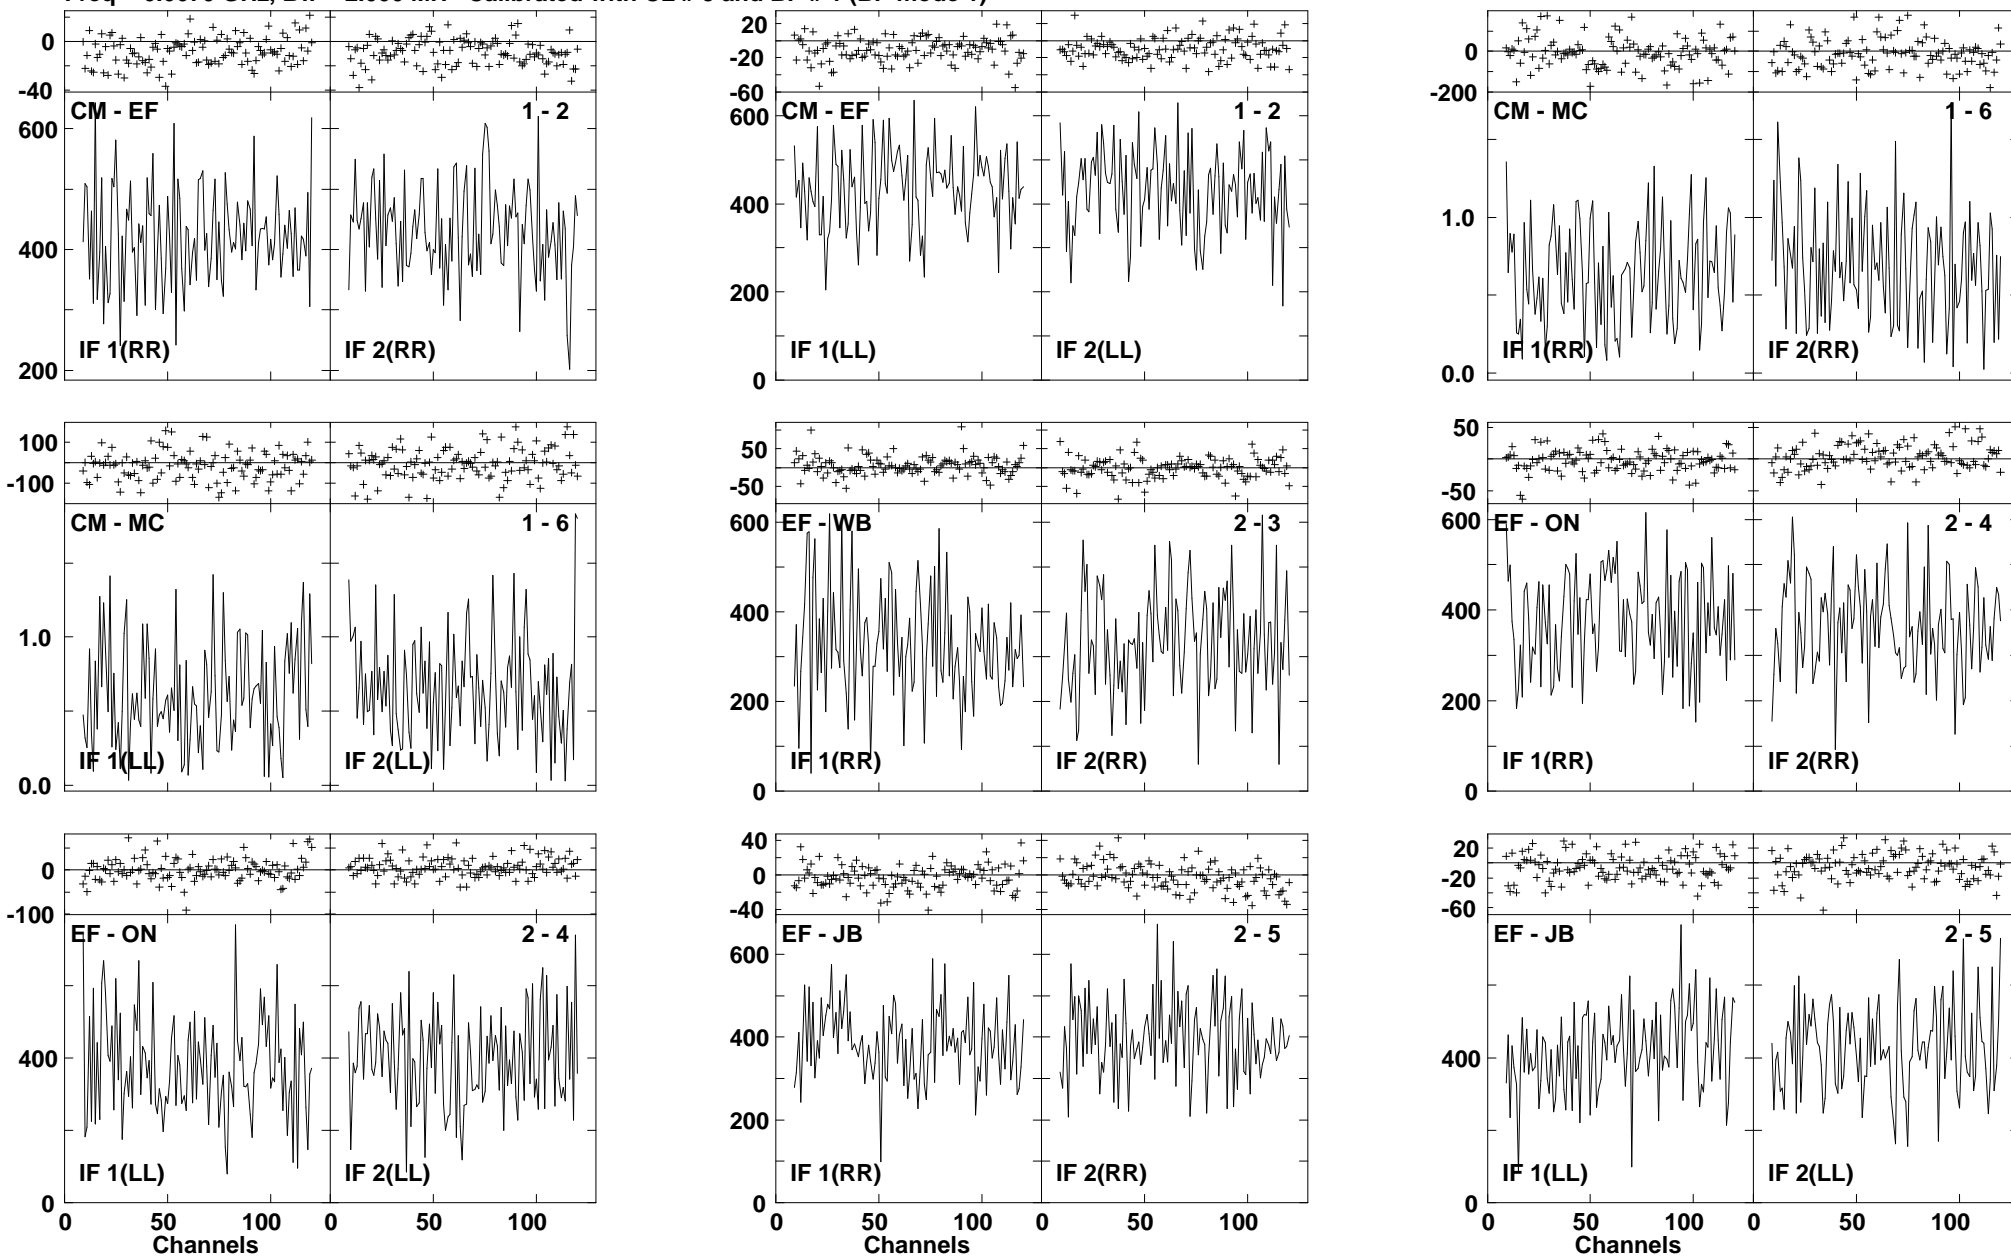 0
-40
CM - EF
1 - 2
600
400
200
IF 1(RR)
IF 2(RR)
20
-20
-60
CM - EF
1 - 2
600
400
200
0
IF 1(LL)
IF 2(LL)
0
-200
CM - MC
1 - 6
1.0
0.0
IF 1(RR)
IF 2(RR)
100
-100
CM - MC
1 - 6
1.0
0.0
IF 1(LL)
IF 2(LL)
50
-50
EF - WB
2 - 3
600
400
200
0
IF 1(RR)
IF 2(RR)
50
-50
EF - ON
2 - 4
600
400
200
0
IF 1(RR)
IF 2(RR)
0
-100
EF - ON
2 - 4
400
0
IF 1(LL)
IF 2(LL)
0 50 100 0 50 100
Channels
40
0
-40
EF - JB
2 - 5
600
400
200
0
IF 1(RR)
IF 2(RR)
0 50 100 0 50 100
Channels
20
-20
-60
EF - JB
2 - 5
400
0
IF 1(LL)
IF 2(LL)
0 50 100 0 50 100
Channels